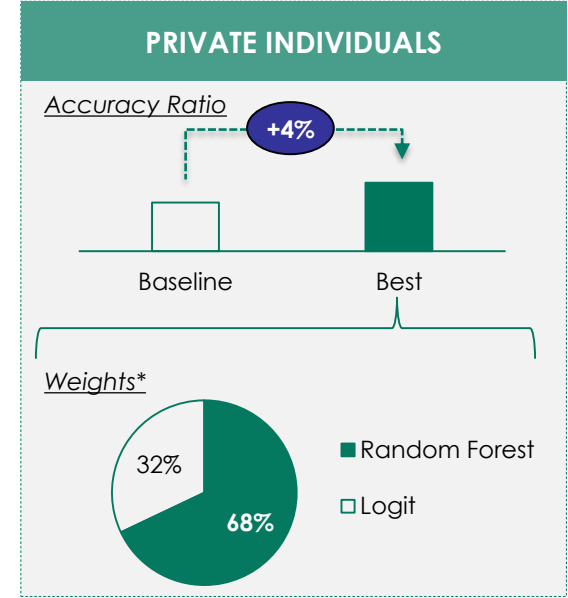 PRIVATE INDIVIDUALS
Accuracy Ratio
+4%
Baseline
Best
Weights*
32%
68%
Random Forest
Logit